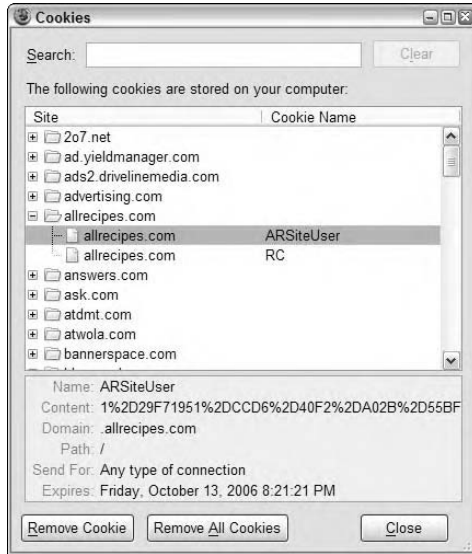 Cookies
Search: Clear
The following cookies are stored on your computer:
Site Cookie Name
2o7.net
ad.yieldmanager.com
ads2.drivelinemedia.com
advertising.com
allrecipes.com
allrecipes.com ARSiteUser
allrecipes.com RC
answers.com
ask.com
atdmt.com
atwola.com
bannerspace.com
Name: ARSiteUser
Content: 1%2D29F71951%2DCCD6%2D40F2%2DA02B%2D55BF
Domain: .allrecipes.com
Path: /
Send For: Any type of connection
Expires: Friday, October 13, 2006 8:21:21 PM
Remove Cookie Remove All Cookies Close